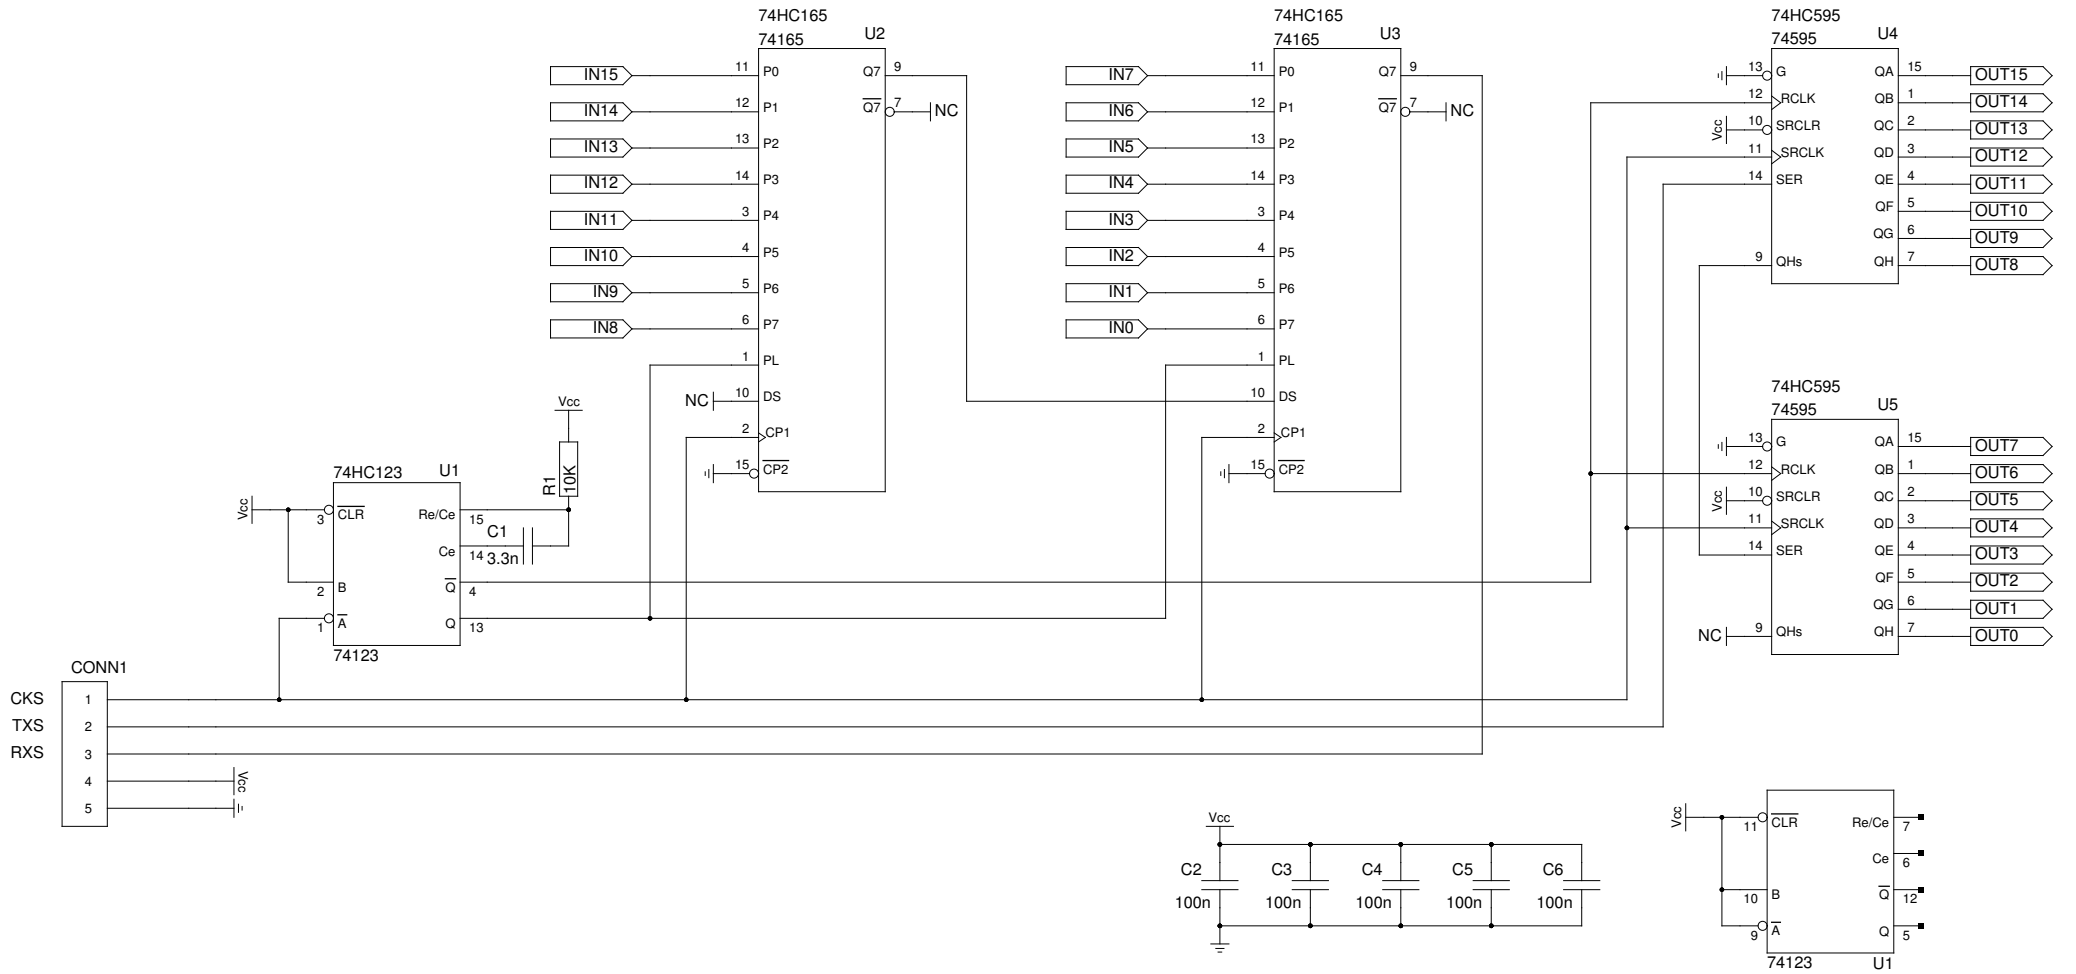 74HC165
74165
U2
IN15
11
P0
Q7
9
IN14
12
P1
Q7
7
NC
IN13
13
P2
IN12
14
P3
IN11
3
P4
IN10
4
P5
IN9
5
P6
IN8
6
P7
1
PL
NC
10
DS
2
CP1
15
CP2
74HC165
74165
U3
IN7
11
P0
Q7
9
IN6
12
P1
Q7
7
NC
IN5
13
P2
IN4
14
P3
IN3
3
P4
IN2
4
P5
IN1
5
P6
IN0
6
P7
1
PL
10
DS
2
CP1
15
CP2
74HC595
74595
U4
13
G
QA
15
OUT15
12
RCLK
QB
1
OUT14
Vcc
10
SRCLR
QC
2
OUT13
11
SRCLK
QD
3
OUT12
14
SER
QE
4
OUT11
QF
5
OUT10
QG
6
OUT9
9
QHs
QH
7
OUT8
74HC595
74595
U5
13
G
QA
15
OUT7
12
RCLK
QB
1
OUT6
Vcc
10
SRCLR
QC
2
OUT5
11
SRCLK
QD
3
OUT4
14
SER
QE
4
OUT3
QF
5
OUT2
QG
6
OUT1
NC
9
QHs
QH
7
OUT0
Vcc
R1
10K
74HC123
U1
Vcc
3
CLR
Re/Ce
15
C1
Ce
14
3.3n
2
B
Q
4
1
A
Q
13
74123
CONN1
CKS
1
TXS
2
RXS
3
4
Vcc
5
Vcc
C2
C3
C4
C5
C6
100n
100n
100n
100n
100n
Vcc
11
CLR
Re/Ce
7
Ce
6
10
B
Q
12
9
A
Q
5
74123
U1